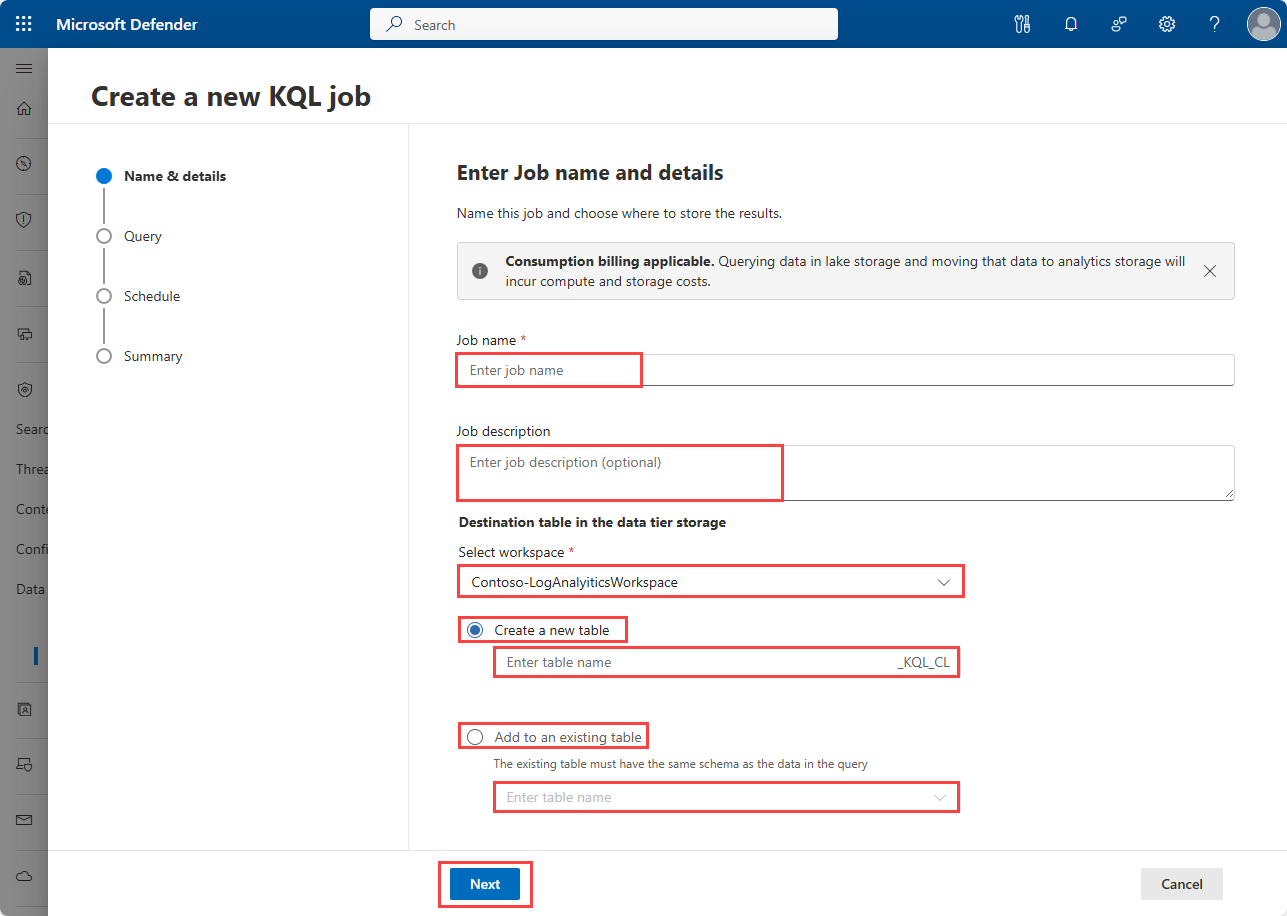 Microsoft Defender
Search
Create a new KQL job
Name & details
Query
Schedule
Summary
Searc
Threa
Conte
Confi
Data
Enter Job name and details
Name this job and choose where to store the results.
Consumption billing applicable. Querying data in lake storage and moving that data to analytics storage will
incur compute and storage costs.
Job name *
Enter job name
Job description
Enter job description (optional)
Destination table in the data tier storage
Select workspace *
Contoso-LogAnalyiticsWorkspace
Create a new table
Enter table name _KQL_CL
Add to an existing table
The existing table must have the same schema as the data in the query
Enter table name
Next
Cancel